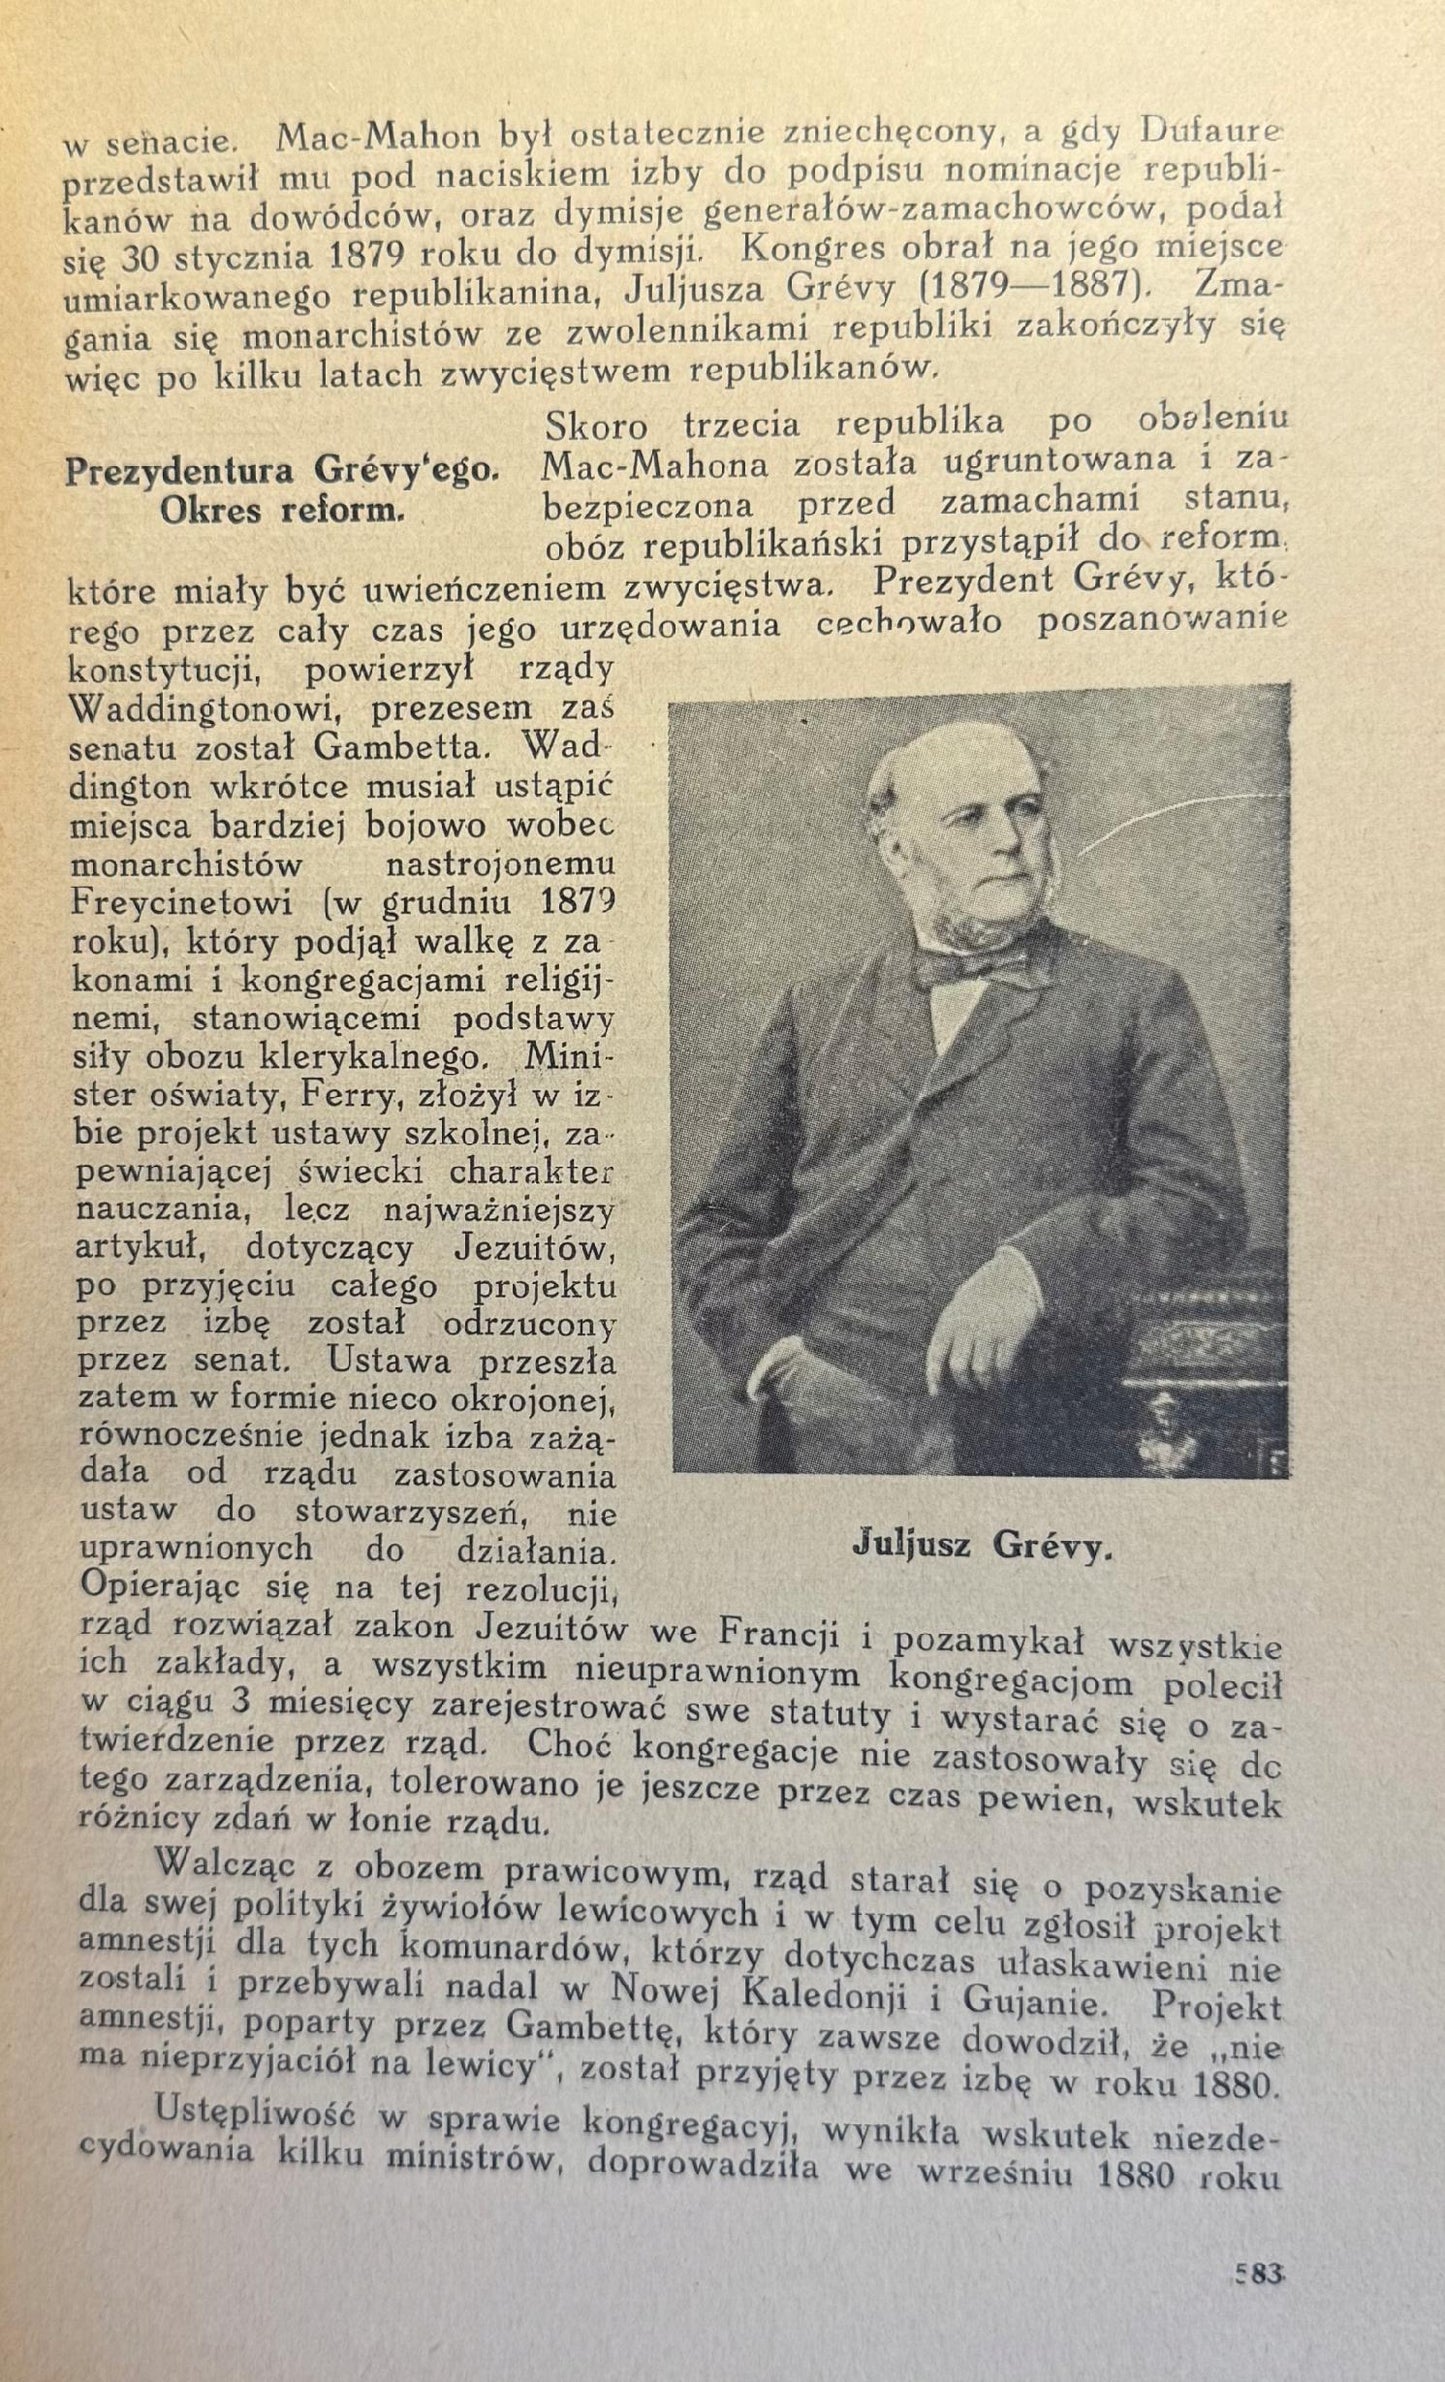 w senacie. Mac-Mahon był ostatecznie zniechęcony, a gdy Dufaure
przedstawił mu pod naciskiem izby do podpisu nominacje republi-
kanów na dowódców, oraz dymisje generałów-zamachowców, podał
się 30 stycznia 1879 roku do dymisji. Kongres obrał na jego miejsce
umiarkowanego republikanina, Juljusza Grévy (1879—1887). Zma-
gania się monarchistów ze zwolennikami republiki zakończyły się
więc po kilku latach zwycięstwem republikanów.
Prezydentura Grévy‘ego.
Okres reform.
Skoro trzecia republika po obaleniu
Mac-Mahona została ugruntowana i za-
bezpieczona przed zamachami stanu,
obóz republikański przystąpił do reform,
które miały być uwieńczeniem zwycięstwa. Prezydent Grévy, któ-
rego przez cały czas jego urzędowania cechowało poszanowanie
konstytucji, powierzył rządy
Waddingtonowi, prezesem zaś
senatu został Gambetta. Wad-
dington wkrótce musiał ustąpić
miejsca bardziej bojowo wobec
monarchistów nastrojonemu
Freycinetowi (w grudniu 1879
roku), który podjął walkę z za-
konami i kongregacjami religij-
nemi, stanowiącemi podstawy
siły obozu klerykalnego. Mini-
ster oświaty, Ferry, złożył w iz-
bie projekt ustawy szkolnej, za-
pewniającej świecki charakter
nauczania, lecz najważniejszy
artykuł, dotyczący Jezuitów,
po przyjęciu całego projektu
przez izbę został odrzucony
przez senat. Ustawa przeszła
zatem w formie nieco okrojonej,
równocześnie jednak izba zażą-
dała od rządu zastosowania
ustaw do stowarzyszeń, nie
uprawnionych do działania.
Opierając się na tej rezolucji,
Juljusz Grévy.
rząd rozwiązał zakon Jezuitów we Francji i pozamykał wszystkie
ich zakłady, a wszystkim nieuprawnionym kongregacjom polecił
w ciągu 3 miesięcy zarejestrować swe statuty i wystarać się o za-
twierdzenie przez rząd. Choć kongregacje nie zastosowały się do
tego zarządzenia, tolerowano je jeszcze przez czas pewien, wskutek
różnicy zdań w łonie rządu.
Walcząc z obozem prawicowym, rząd starał się o pozyskanie
dla swej polityki żywiołów lewicowych i w tym celu zgłosił projekt
amnestji dla tych komunardów, którzy dotychczas ułaskawieni nie
zostali i przebywali nadal w Nowej Kaledonji i Gujanie. Projekt
amnestji, poparty przez Gambettę, który zawsze dowodził, że „nie
ma nieprzyjaciół na lewicy“, został przyjęty przez izbę w roku 1880.
Ustępliwość w sprawie kongregacyj, wynikła wskutek niezde-
cydowania kilku ministrów, doprowadziła we wrześniu 1880 roku
583